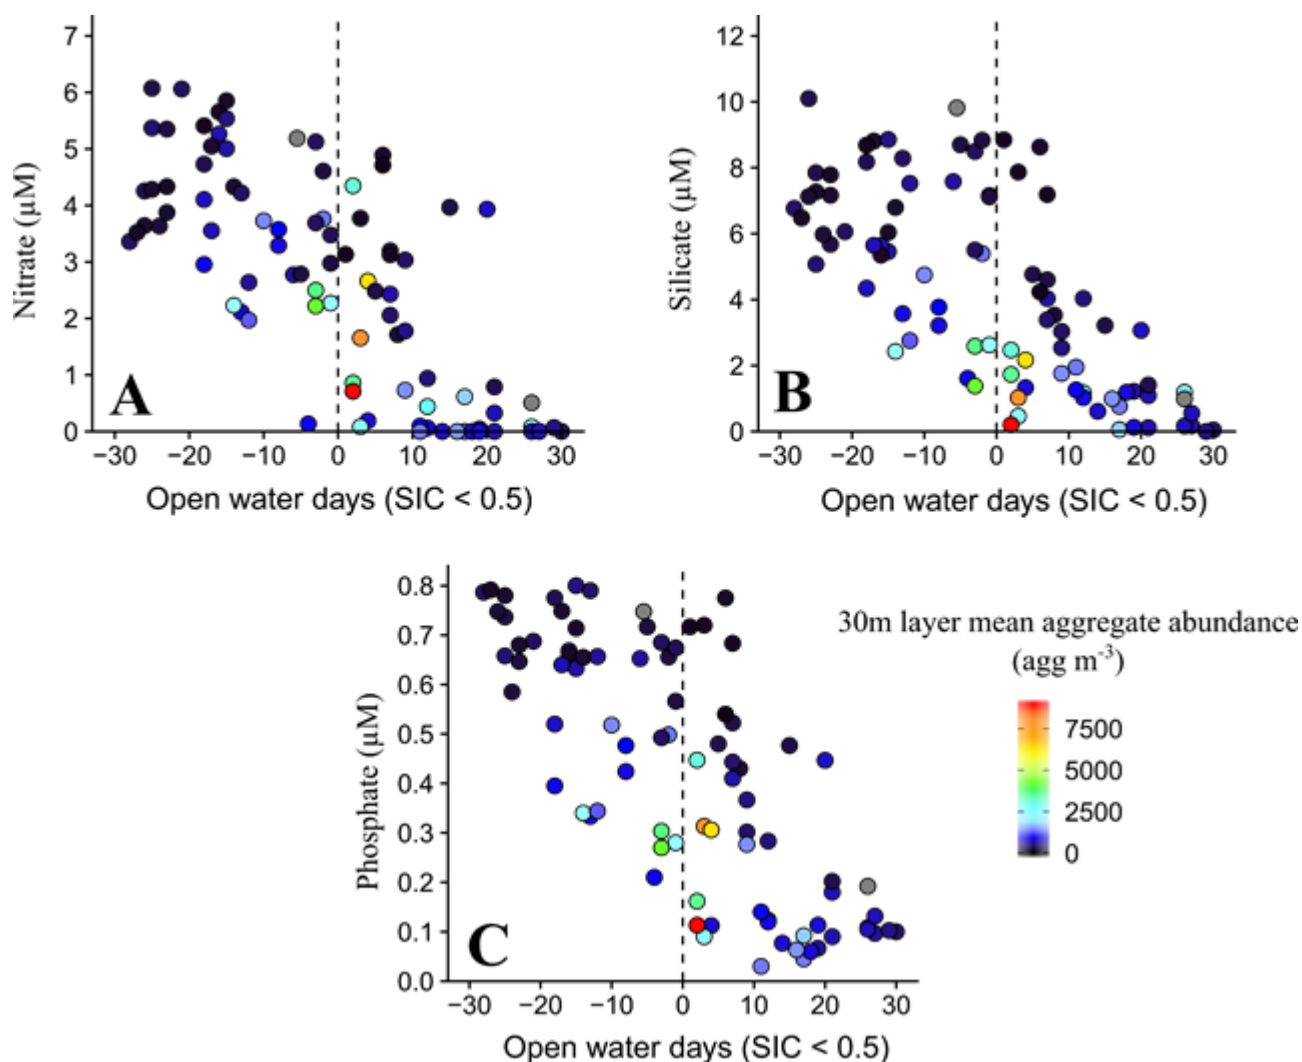 7
6
5
4
3
2
1
0
Nitrate (µM)
A
−30 −20 −10 0 10 20 30
Open water days (SIC < 0.5)
12
10
8
6
4
2
0
Silicate (µM)
B
−30 −20 −10 0 10 20 30
Open water days (SIC < 0.5)
0.8
0.7
0.6
0.5
0.4
0.3
0.2
0.1
0.0
Phosphate (µM)
C
−30 −20 −10 0 10 20 30
Open water days (SIC < 0.5)
30m layer mean aggregate abundance
(agg m⁻³)
7500
5000
2500
0